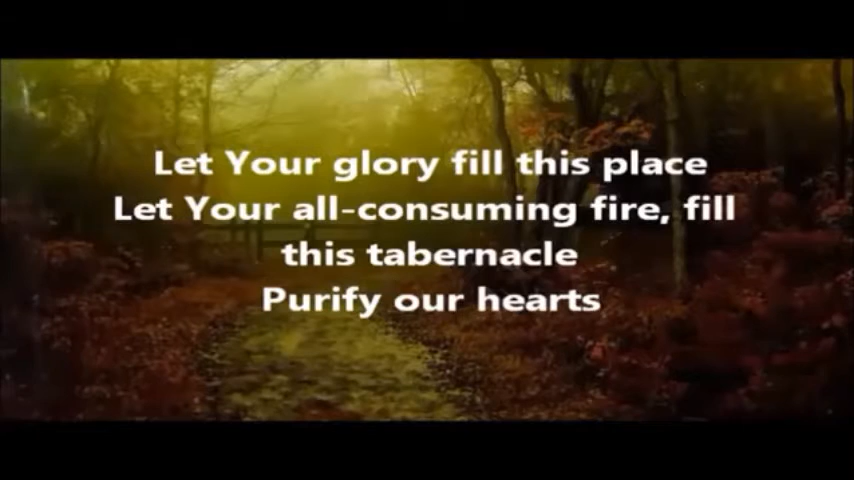 Let Your glory fill this place
Let Your all-consuming fire, fill
this tabernacle
Purify our hearts